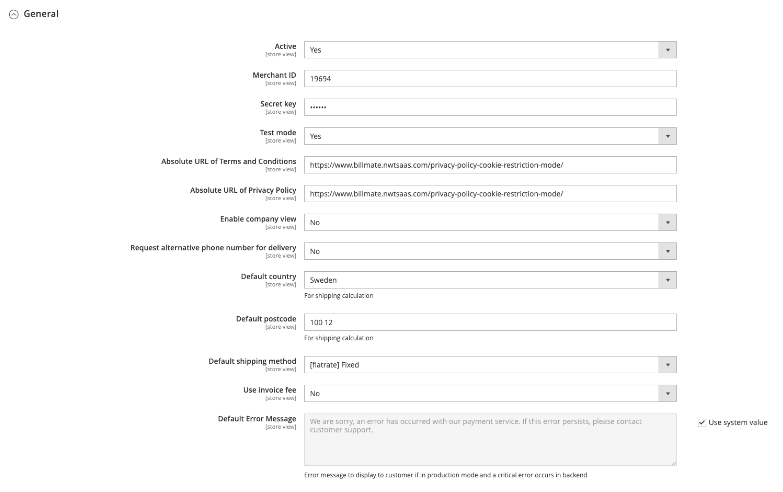 General
Active
[store view]
Yes
Merchant ID
[store view]
19694
Secret key
[store view]
••••••
Test mode
[store view]
Yes
Absolute URL of Terms and Conditions
[store view]
https://www.billmate.nwtsaas.com/privacy-policy-cookie-restriction-mode/
Absolute URL of Privacy Policy
[store view]
https://www.billmate.nwtsaas.com/privacy-policy-cookie-restriction-mode/
Enable company view
[store view]
No
Request alternative phone number for delivery
[store view]
No
Default country
[store view]
Sweden
For shipping calculation
Default postcode
[store view]
100 12
For shipping calculation
Default shipping method
[store view]
[flatrate] Fixed
Use invoice fee
[store view]
No
Default Error Message
[store view]
We are sorry, an error has occurred with our payment service. If this error persists, please contact
customer support.
Use system value
Error message to display to customer if in production mode and a critical error occurs in backend